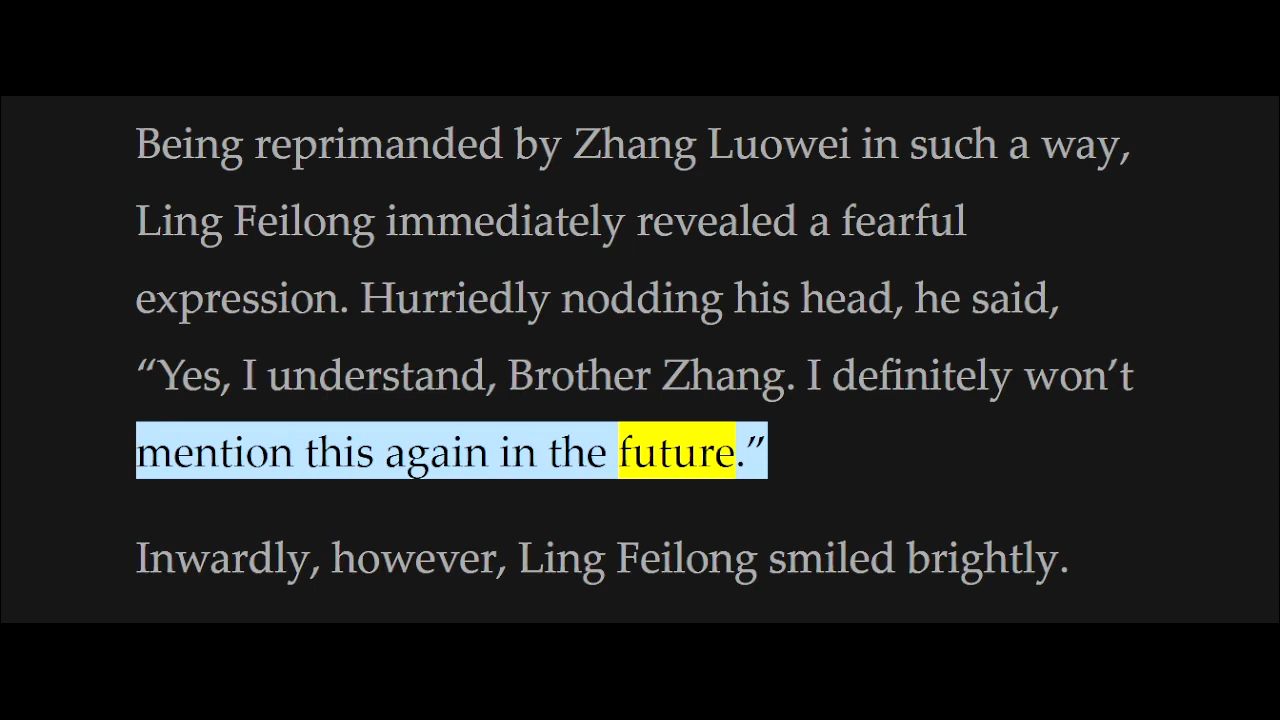 Being reprimanded by Zhang Luowei in such a way,
Ling Feilong immediately revealed a fearful
expression. Hurriedly nodding his head, he said,
“Yes, I understand, Brother Zhang. I definitely won’t
mention this again in the future.”
Inwardly, however, Ling Feilong smiled brightly.